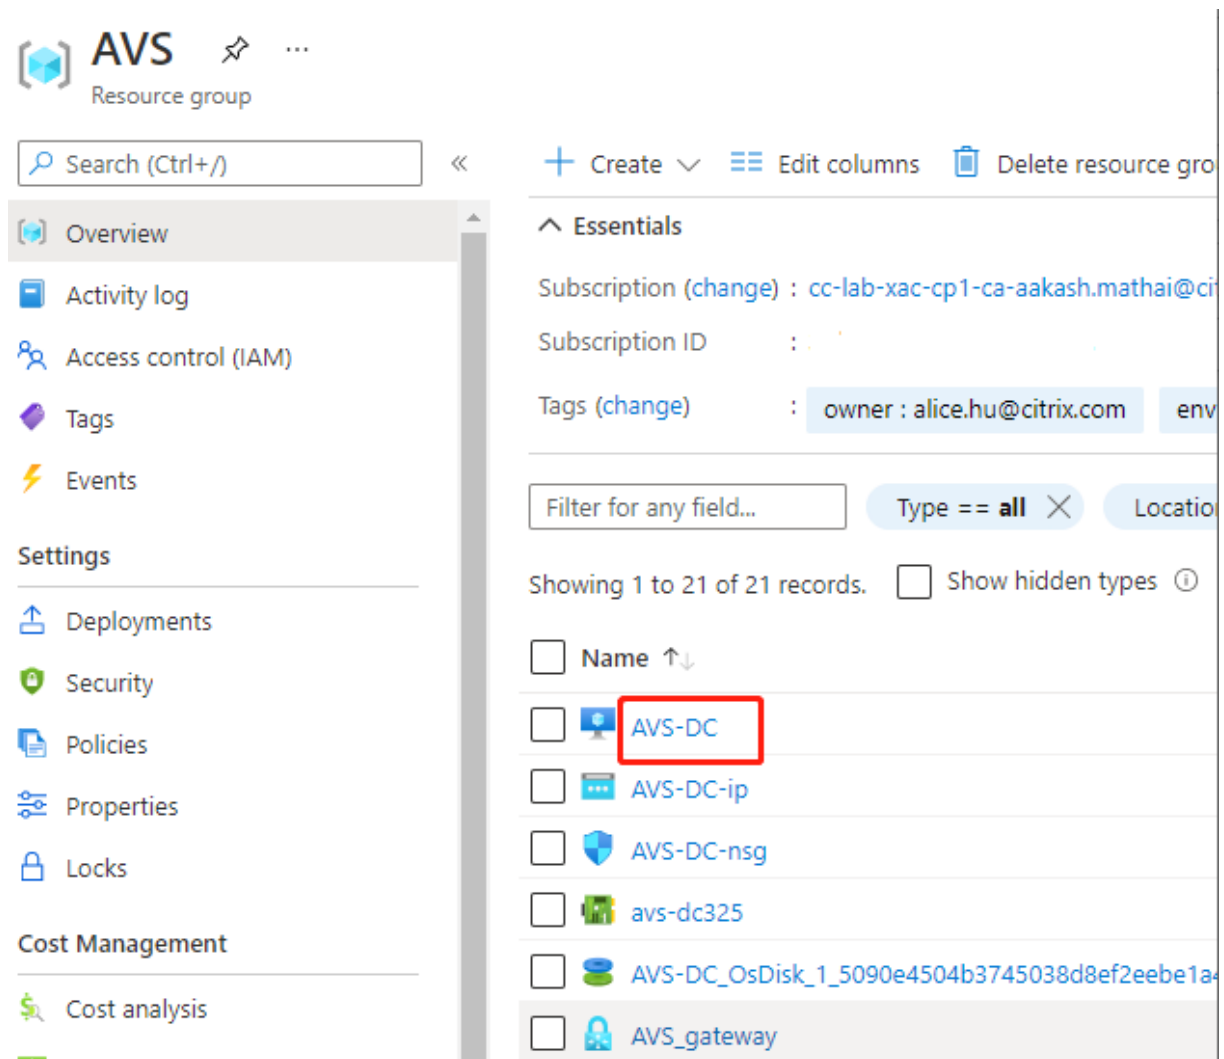 AVS
Resource group
Search (Ctrl+/)
Overview
Activity log
Access control (IAM)
Tags
Events
Settings
Deployments
Security
Policies
Properties
Locks
Cost Management
Cost analysis
Create
Edit columns
Delete resource gro
Essentials
Subscription (change) : cc-lab-xac-cp1-ca-aakash.mathai@ci
Subscription ID :
Tags (change) : owner : alice.hu@citrix.com env
Filter for any field... Type == all Location
Showing 1 to 21 of 21 records. Show hidden types
Name
AVS-DC
AVS-DC-ip
AVS-DC-nsg
avs-dc325
AVS-DC_OsDisk_1_5090e4504b3745038d8ef2eebe1a4
AVS_gateway